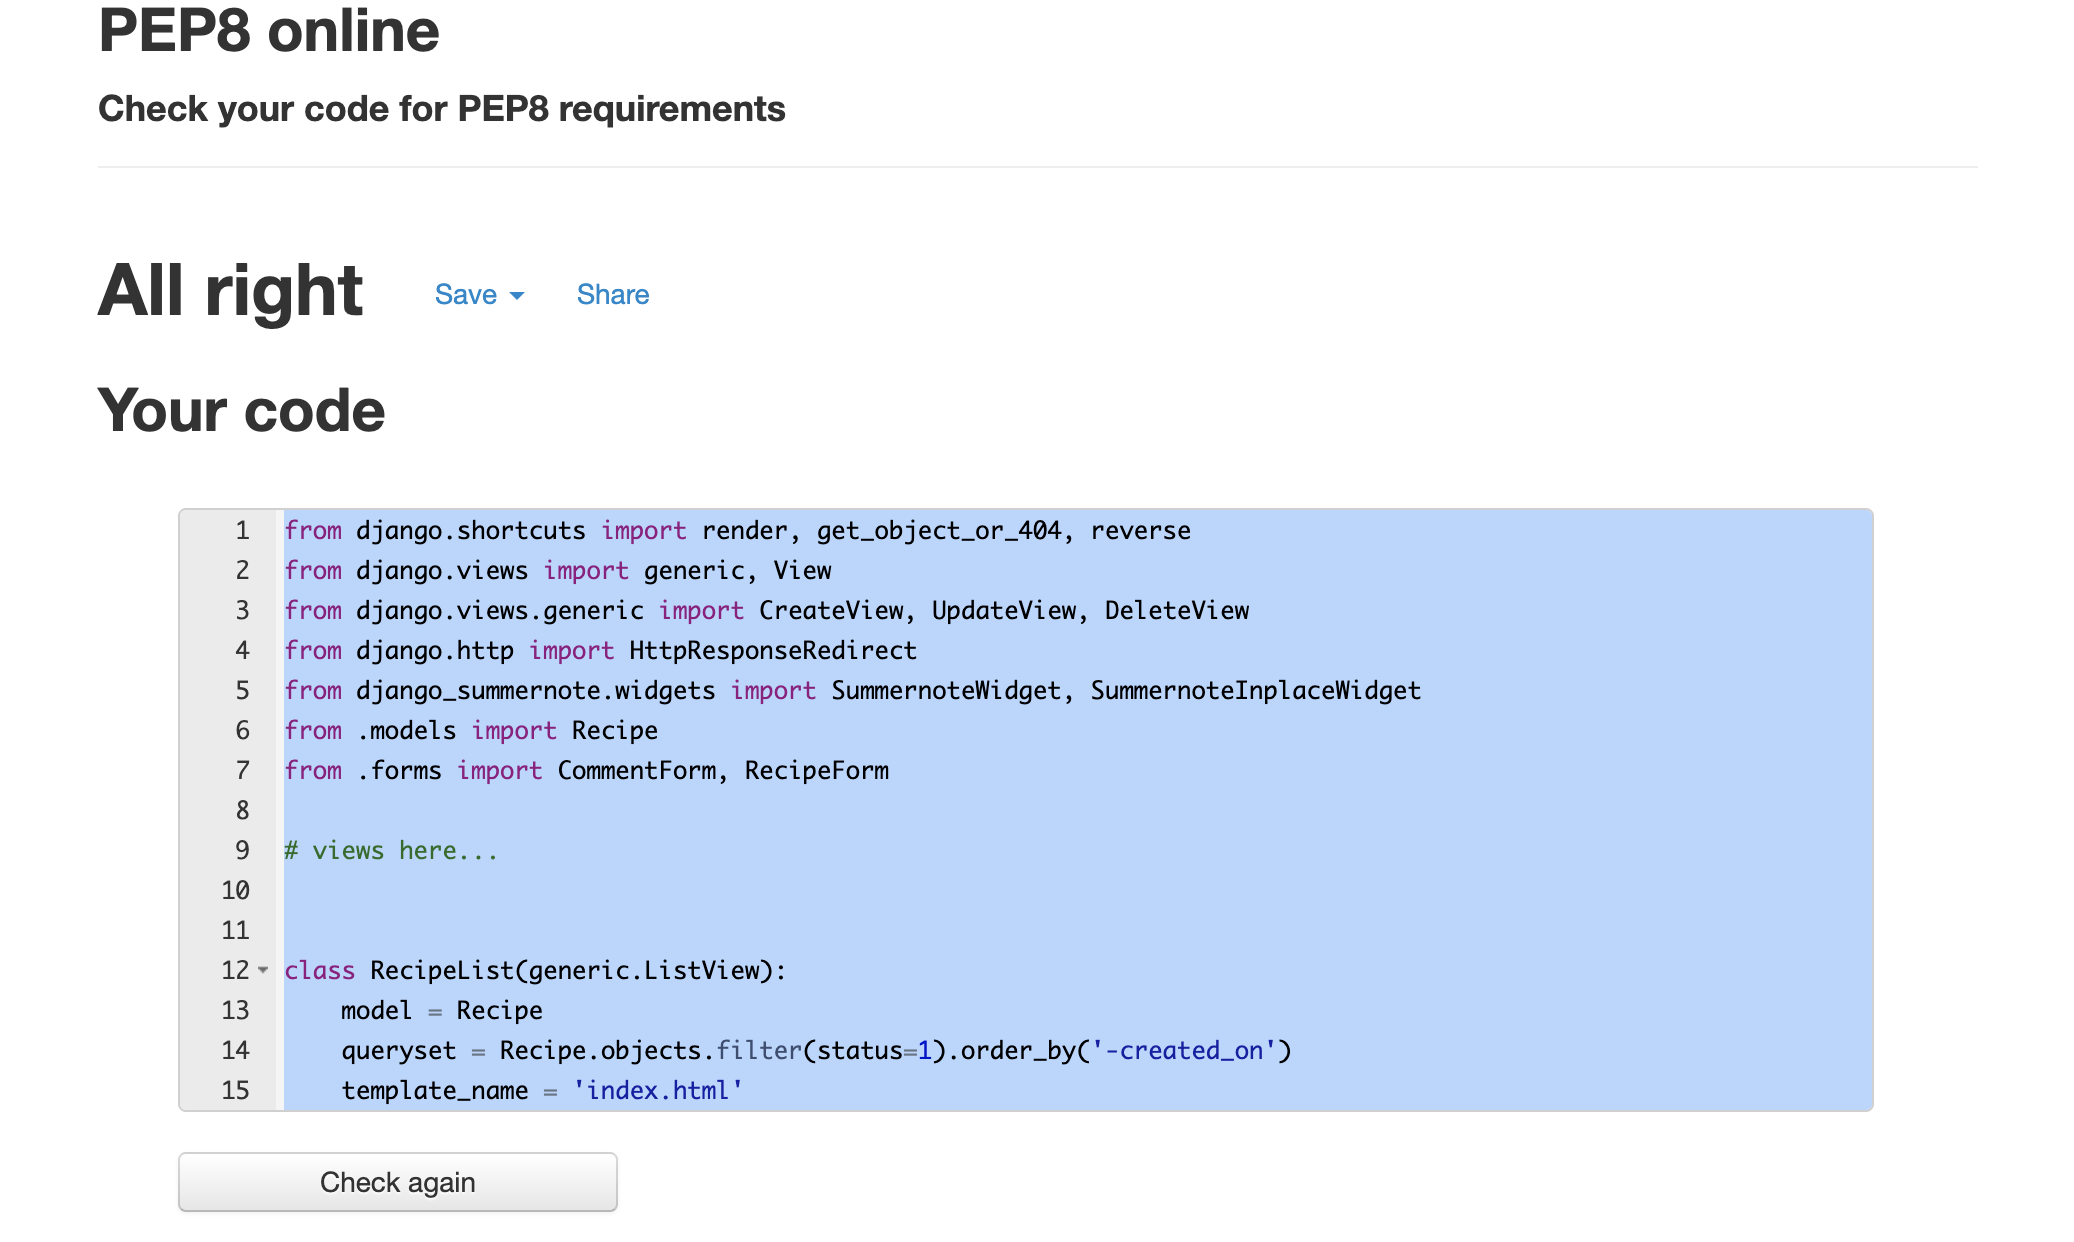 PEP8 online
Check your code for PEP8 requirements
All right Save Share
Your code
1 from django.shortcuts import render, get_object_or_404, reverse
2 from django.views import generic, View
3 from django.views.generic import CreateView, UpdateView, DeleteView
4 from django.http import HttpResponseRedirect
5 from django_summernote.widgets import SummernoteWidget, SummernoteInplaceWidget
6 from .models import Recipe
7 from .forms import CommentForm, RecipeForm
8
9 # views here...
10
11
12 class RecipeList(generic.ListView):
13     model = Recipe
14     queryset = Recipe.objects.filter(status=1).order_by('-created_on')
15     template_name = 'index.html'
Check again